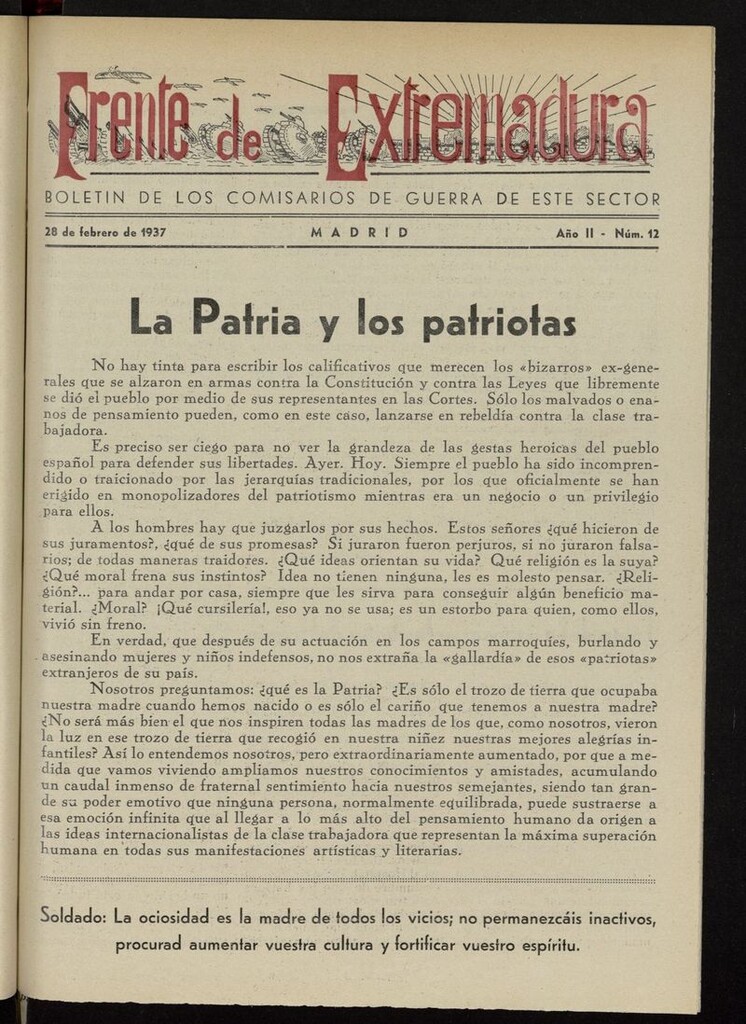 Frente de Extremadura
BOLETIN DE LOS COMISARIOS DE GUERRA DE ESTE SECTOR
28 de febrero de 1937 MADRID Año II - Núm. 12
La Patria y los patriotas
No hay tinta para escribir los calificativos que merecen los «bizarros» ex-gene-
rales que se alzaron en armas contra la Constitución y contra las Leyes que libremente
se dió el pueblo por medio de sus representantes en las Cortes. Sólo los malvados o ena-
nos de pensamiento pueden, como en este caso, lanzarse en rebeldía contra la clase tra-
bajadora.
Es preciso ser ciego para no ver la grandeza de las gestas heroicas del pueblo
español para defender sus libertades. Ayer. Hoy. Siempre el pueblo ha sido incompren-
dido o traicionado por las jerarquías tradicionales, por los que oficialmente se han
erigido en monopolizadores del patriotismo mientras era un negocio o un privilegio
para ellos.
A los hombres hay que juzgarlos por sus hechos. Estos señores ¿qué hicieron de
sus juramentos?, ¿qué de sus promesas? Si juraron fueron perjuros, si no juraron falsa-
rios; de todas maneras traidores. ¿Qué ideas orientan su vida? Qué religión es la suya?
¿Qué moral frena sus instintos? Idea no tienen ninguna, les es molesto pensar. ¿Reli-
gión?... para andar por casa, siempre que les sirva para conseguir algún beneficio ma-
terial. ¿Moral? ¡Qué cursilería!, eso ya no se usa; es un estorbo para quien, como ellos,
vivió sin freno.
En verdad, que después de su actuación en los campos marroquíes, burlando y
asesinando mujeres y niños indefensos, no nos extraña la «gallardía» de esos «patriotas»
extranjeros de su país.
Nosotros preguntamos: ¿qué es la Patria? ¿Es sólo el trozo de tierra que ocupaba
nuestra madre cuando hemos nacido o es sólo el cariño que tenemos a nuestra madre?
¿No será más bien el que nos inspiren todas las madres de los que, como nosotros, vieron
la luz en ese trozo de tierra que recogió en nuestra niñez nuestras mejores alegrías in-
fantiles? Así lo entendemos nosotros, pero extraordinariamente aumentado, por que a me-
dida que vamos viviendo ampliamos nuestros conocimientos y amistades, acumulando
un caudal inmenso de fraternal sentimiento hacia nuestros semejantes, siendo tan gran-
de su poder emotivo que ninguna persona, normalmente equilibrada, puede sustraerse a
esa emoción infinita que al llegar a lo más alto del pensamiento humano da origen a
las ideas internacionalistas de la clase trabajadora que representan la máxima superación
humana en todas sus manifestaciones artísticas y literarias.
Soldado: La ociosidad es la madre de todos los vicios; no permanezcáis inactivos,
procurad aumentar vuestra cultura y fortificar vuestro espíritu.